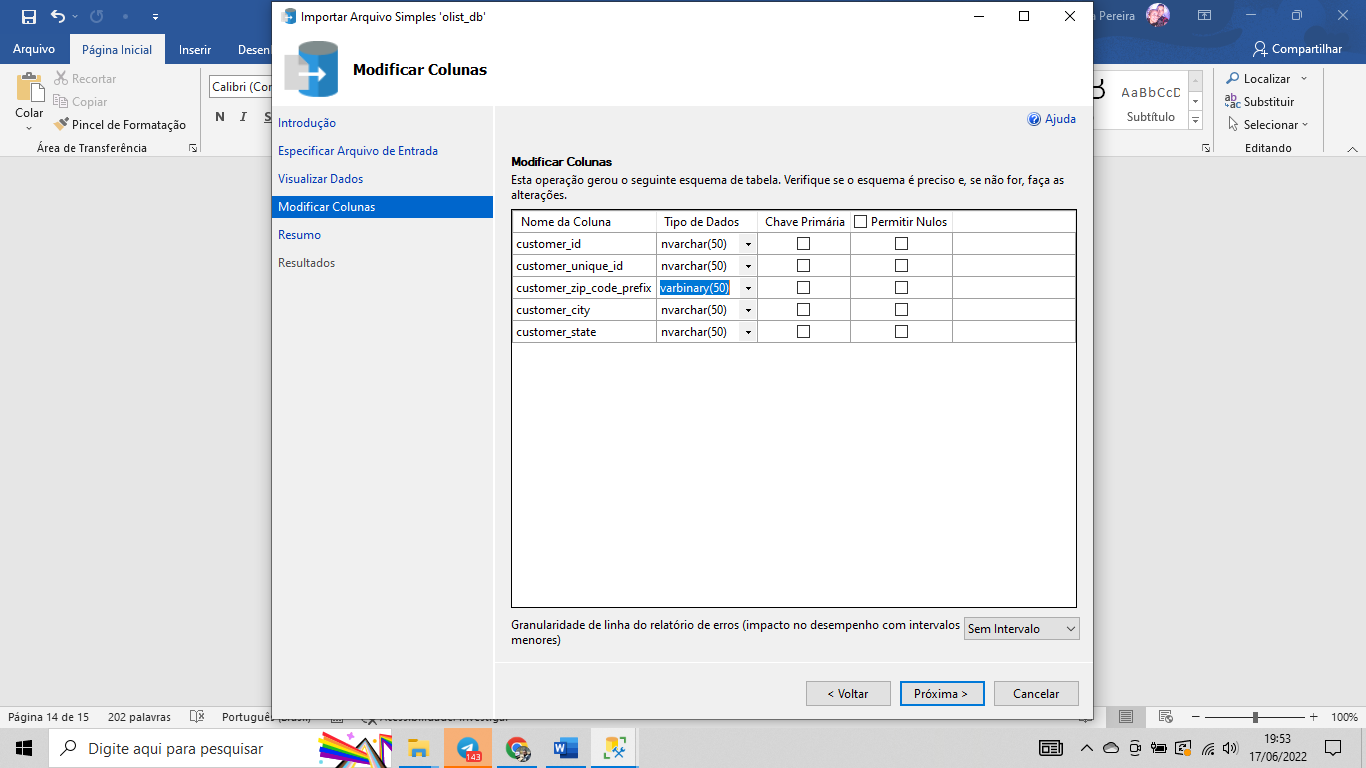 Importar Arquivo Simples 'olist_db'
Pereira
Arquivo
Página Inicial
Inserir
Compartilhar
Colar
Recortar
Copiar
Pincel de Formatação
Área de Transferência
Calibri (Cor
N I S
AaBbCcD
Subtítulo
Localizar
Substituir
Selecionar
Editando
Modificar Colunas
Introdução
Especificar Arquivo de Entrada
Visualizar Dados
Modificar Colunas
Resumo
Resultados
Ajuda
Modificar Colunas
Esta operação gerou o seguinte esquema de tabela. Verifique se o esquema é preciso e, se não for, faça as
alterações.
Nome da Coluna Tipo de Dados Chave Primária Permitir Nulos
customer_id nvarchar(50)
customer_unique_id nvarchar(50)
customer_zip_code_prefix varbinary(50)
customer_city nvarchar(50)
customer_state nvarchar(50)
Granularidade de linha do relatório de erros (impacto no desempenho com intervalos
menores)
Sem Intervalo
< Voltar Próxima > Cancelar
Página 14 de 15 202 palavras 100%
Digite aqui para pesquisar
143
19:53
17/06/2022